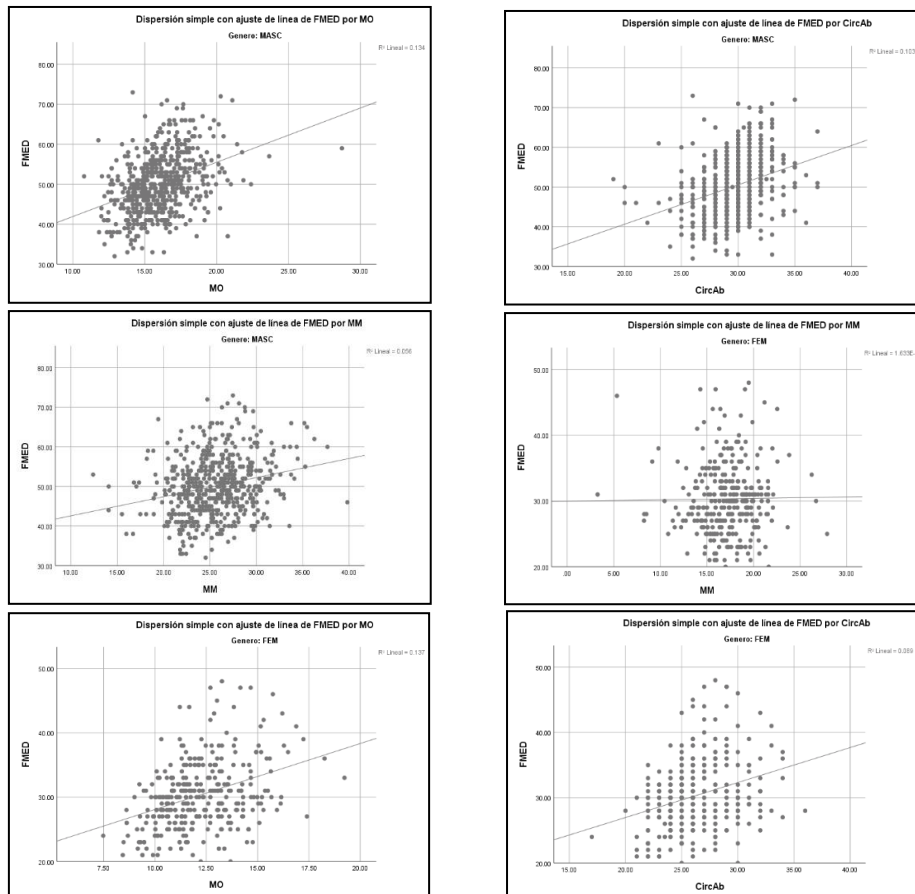 Dispersión simple con ajuste de línea de FMED por MO
Genero: MASC
R² Lineal = 0.134
80.00
70.00
60.00
50.00
40.00
30.00
FMED
10.00 15.00 20.00 25.00 30.00
MO
Dispersión simple con ajuste de línea de FMED por CircAb
Genero: MASC
R² Lineal = 0.103
80.00
70.00
60.00
50.00
40.00
30.00
FMED
15.00 20.00 25.00 30.00 35.00 40.00
CircAb
Dispersión simple con ajuste de línea de FMED por MM
Genero: MASC
R² Lineal = 0.056
80.00
70.00
60.00
50.00
40.00
30.00
FMED
10.00 15.00 20.00 25.00 30.00 35.00 40.00
MM
Dispersión simple con ajuste de línea de FMED por MM
Genero: FEM
R² Lineal =
50.00
40.00
30.00
20.00
FMED
.00 5.00 10.00 15.00 20.00 25.00 30.00
MM
Dispersión simple con ajuste de línea de FMED por MO
Genero: FEM
R² Lineal = 0.137
50.00
40.00
30.00
20.00
FMED
7.50 10.00 12.50 15.00 17.50 20.00
MO
Dispersión simple con ajuste de línea de FMED por CircAb
Genero: FEM
R² Lineal =
50.00
40.00
30.00
20.00
FMED
15.00 20.00 25.00 30.00 35.00 40.00
CircAb